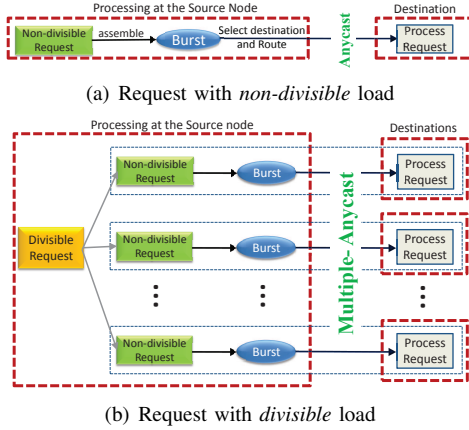 Processing at the Source Node
Destination
Non-divisible
Request
assemble
Burst
Select destination
and Route
Anycast
Process
Request
(a) Request with non-divisible load
Processing at the Source node
Destinations
Non-divisible
Request
Burst
Process
Request
Divisible
Request
Non-divisible
Request
Burst
Multiple- Anycast
Process
Request
Non-divisible
Request
Burst
Process
Request
(b) Request with divisible load